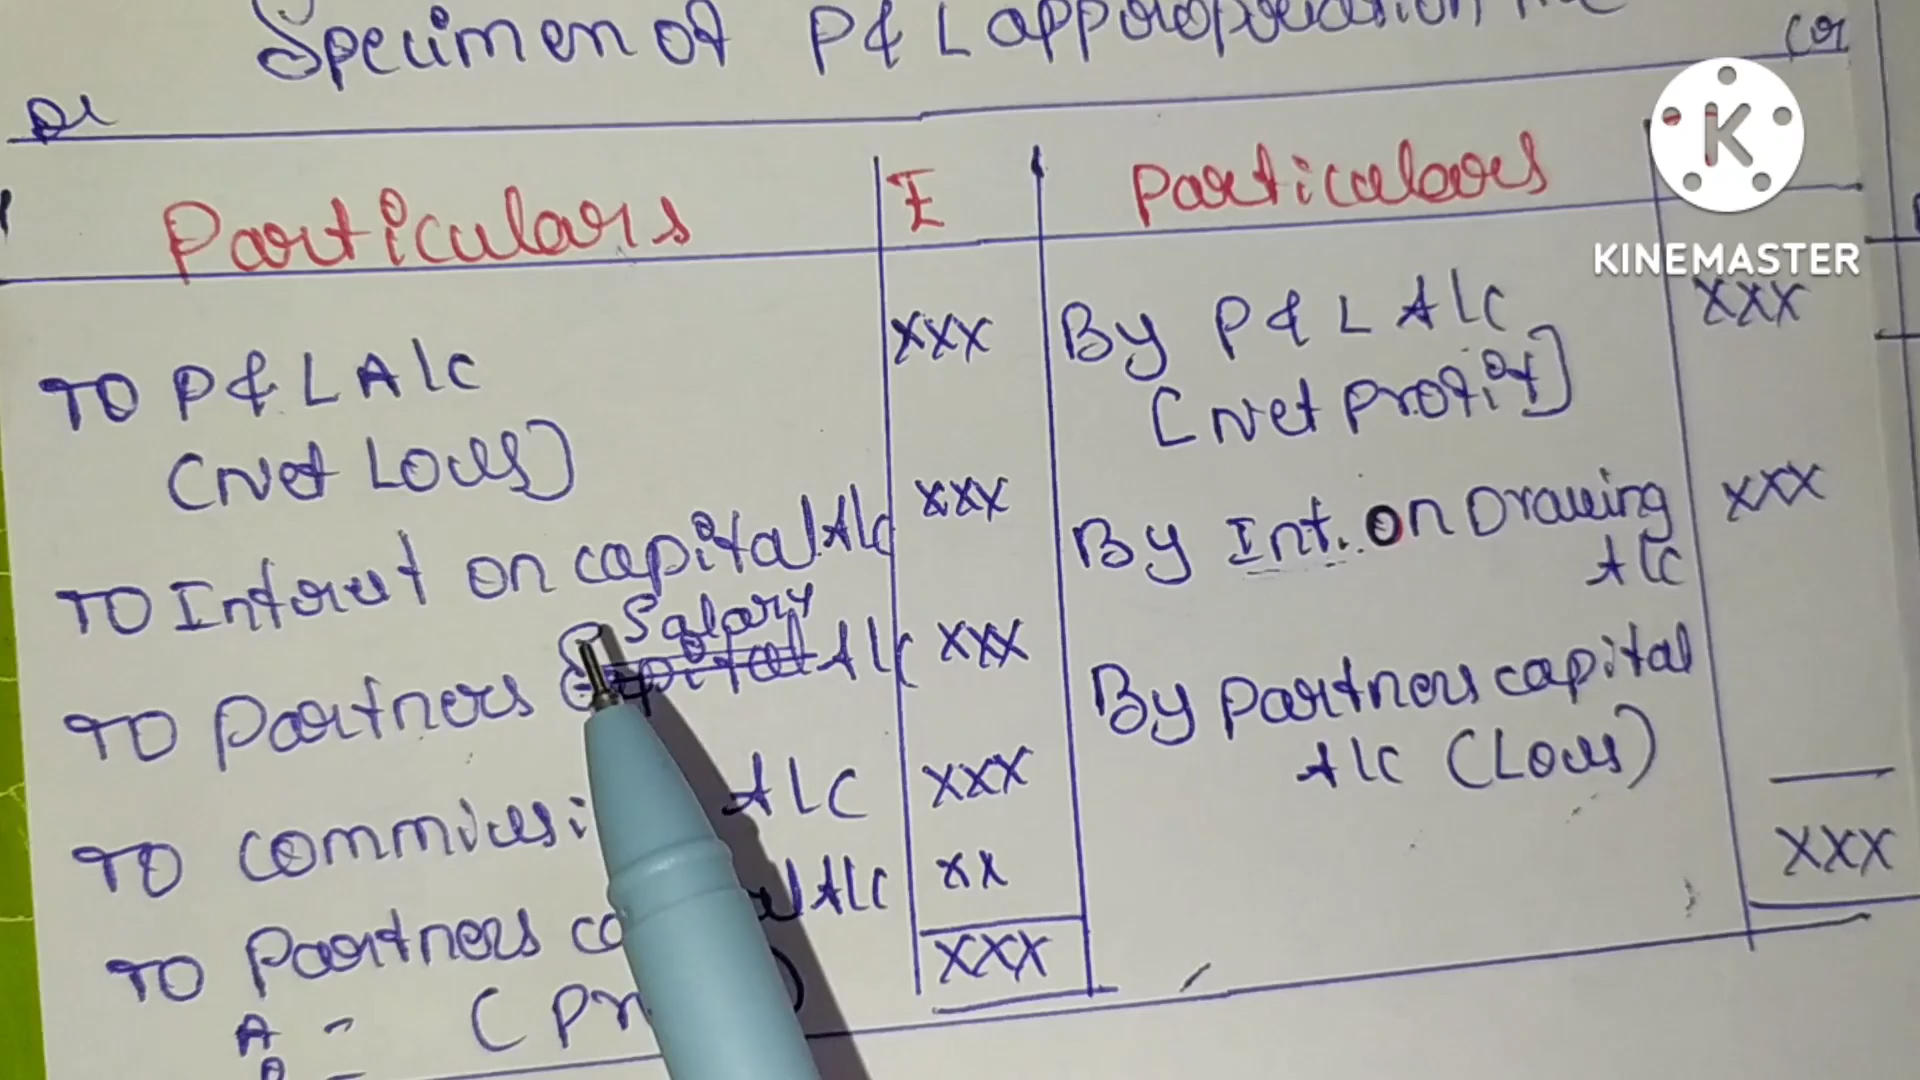 Specimen of P & L appropriation
Dr
Cr
Particulars ₹ Particulars
K
KINEMASTER
To P & L A/c xxx By P & L A/c xxx
(Net Loss) [Net profit]
To Interest on capital A/c xxx By Int. on Drawing xxx
A/c
Salary
To Partners capital A/c xxx By partners capital
A/c (Loss)
To commissi A/c xxx
xxx
To Partners ca A/c xx
xxx
A - (Pr )